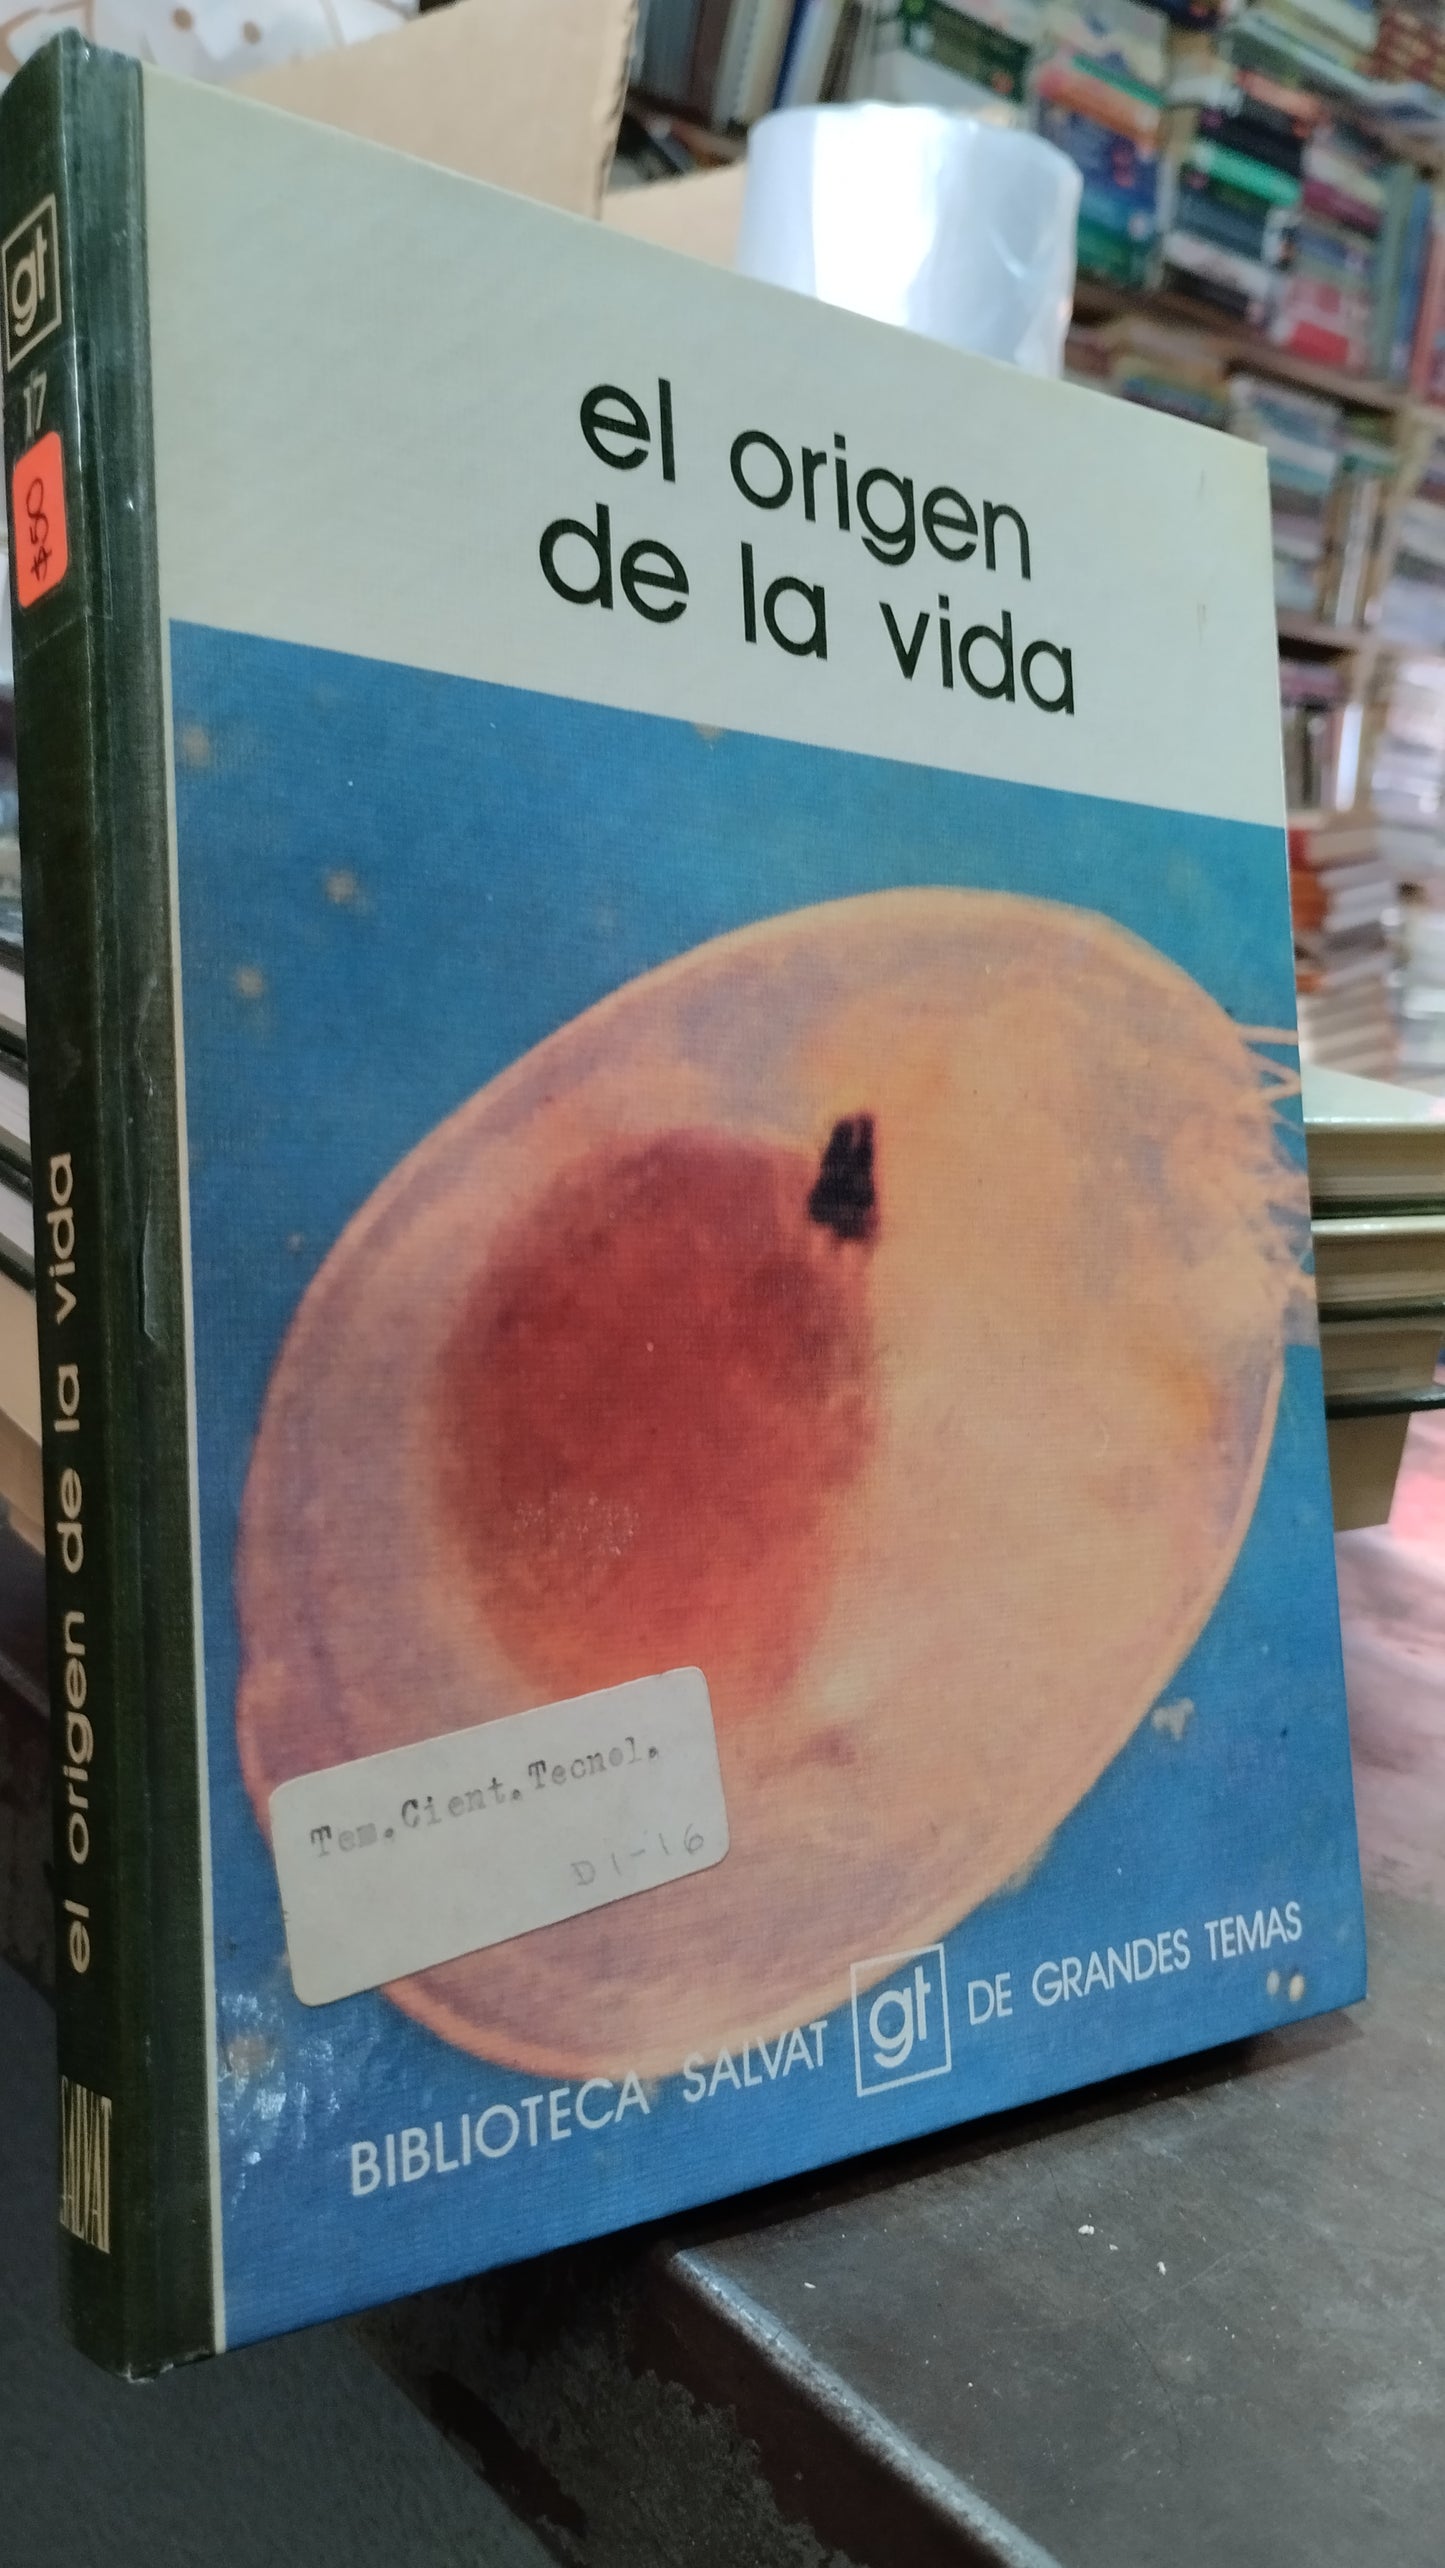 el origen
de la vida
Tem.Cient.Tecnol.
D1-16
BIBLIOTECA SALVAT gt DE GRANDES TEMAS
gt
17
$50
el origen de la vida
SALVAT